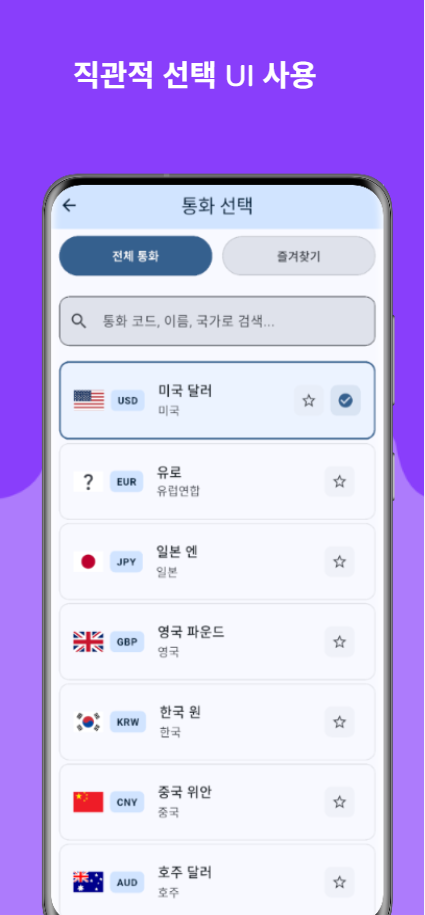 직관적 선택 UI 사용
통화 선택
전체 통화
즐겨찾기
통화 코드, 이름, 국가로 검색...
USD
미국 달러
미국
?
EUR
유로
유럽연합
JPY
일본 엔
일본
GBP
영국 파운드
영국
KRW
한국 원
한국
CNY
중국 위안
중국
AUD
호주 달러
호주